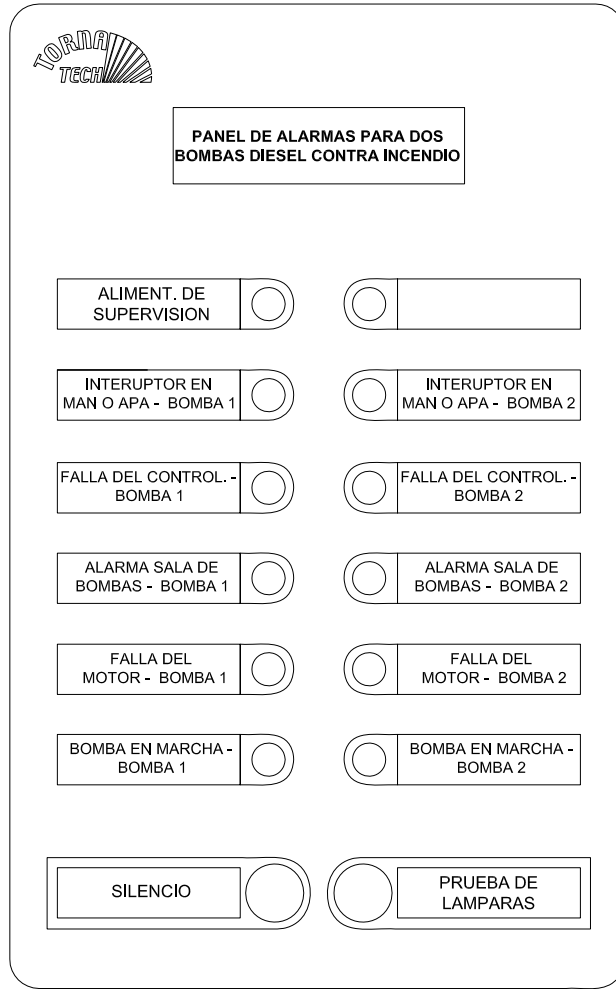 TORNA
TECH
PANEL DE ALARMAS PARA DOS
BOMBAS DIESEL CONTRA INCENDIO
ALIMENT. DE
SUPERVISION
INTERUPTOR EN
MAN O APA - BOMBA 1
INTERUPTOR EN
MAN O APA - BOMBA 2
FALLA DEL CONTROL. -
BOMBA 1
FALLA DEL CONTROL. -
BOMBA 2
ALARMA SALA DE
BOMBAS - BOMBA 1
ALARMA SALA DE
BOMBAS - BOMBA 2
FALLA DEL
MOTOR - BOMBA 1
FALLA DEL
MOTOR - BOMBA 2
BOMBA EN MARCHA -
BOMBA 1
BOMBA EN MARCHA -
BOMBA 2
SILENCIO
PRUEBA DE
LAMPARAS